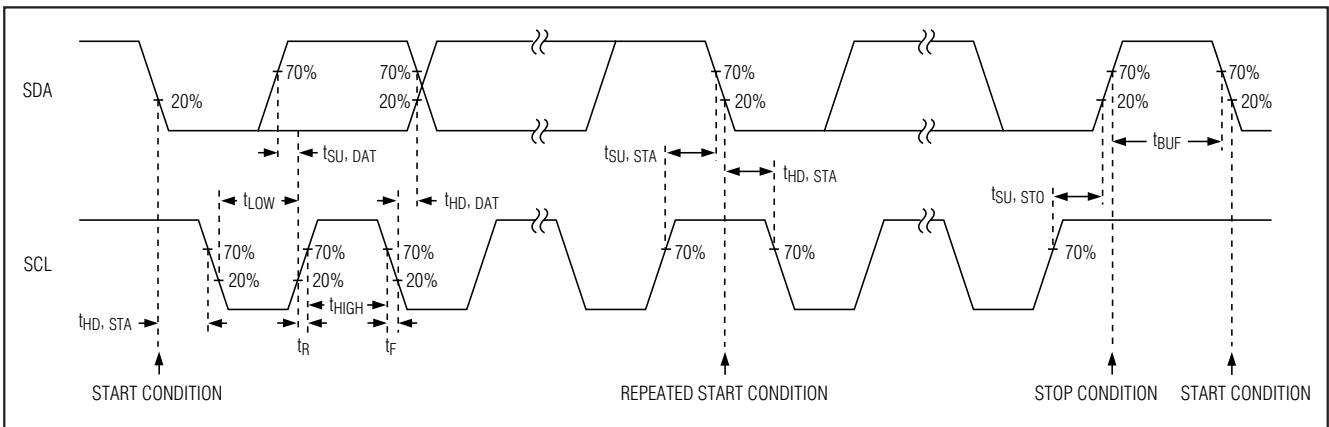 SDA
20%
70%
70%
20%
70%
20%
70%
20%
70%
20%
tSU, DAT
tSU, STA
tBUF
tLOW
tHD, DAT
tHD, STA
tSU, STO
SCL
70%
20%
70%
20%
70%
20%
70%
70%
70%
tHD, STA
tHIGH
tR
tF
START CONDITION
REPEATED START CONDITION
STOP CONDITION
START CONDITION